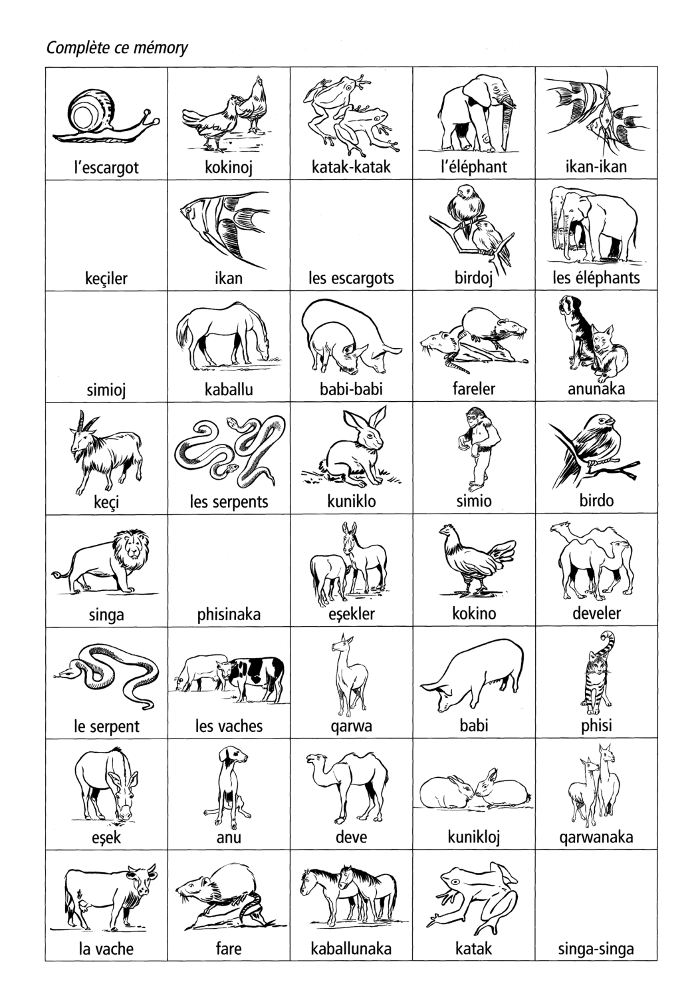 Complète ce mémory
l'escargot
kokinoj
katak-katak
l'éléphant
ikan-ikan
keçiler
ikan
les escargots
birdoj
les éléphants
simioj
kaballu
babi-babi
fareler
anunaka
keçi
les serpents
kuniklo
simio
birdo
singa
phisinaka
eşekler
kokino
develer
le serpent
les vaches
qarwa
babi
phisi
eşek
anu
deve
kunikloj
qarwanaka
la vache
fare
kaballunaka
katak
singa-singa